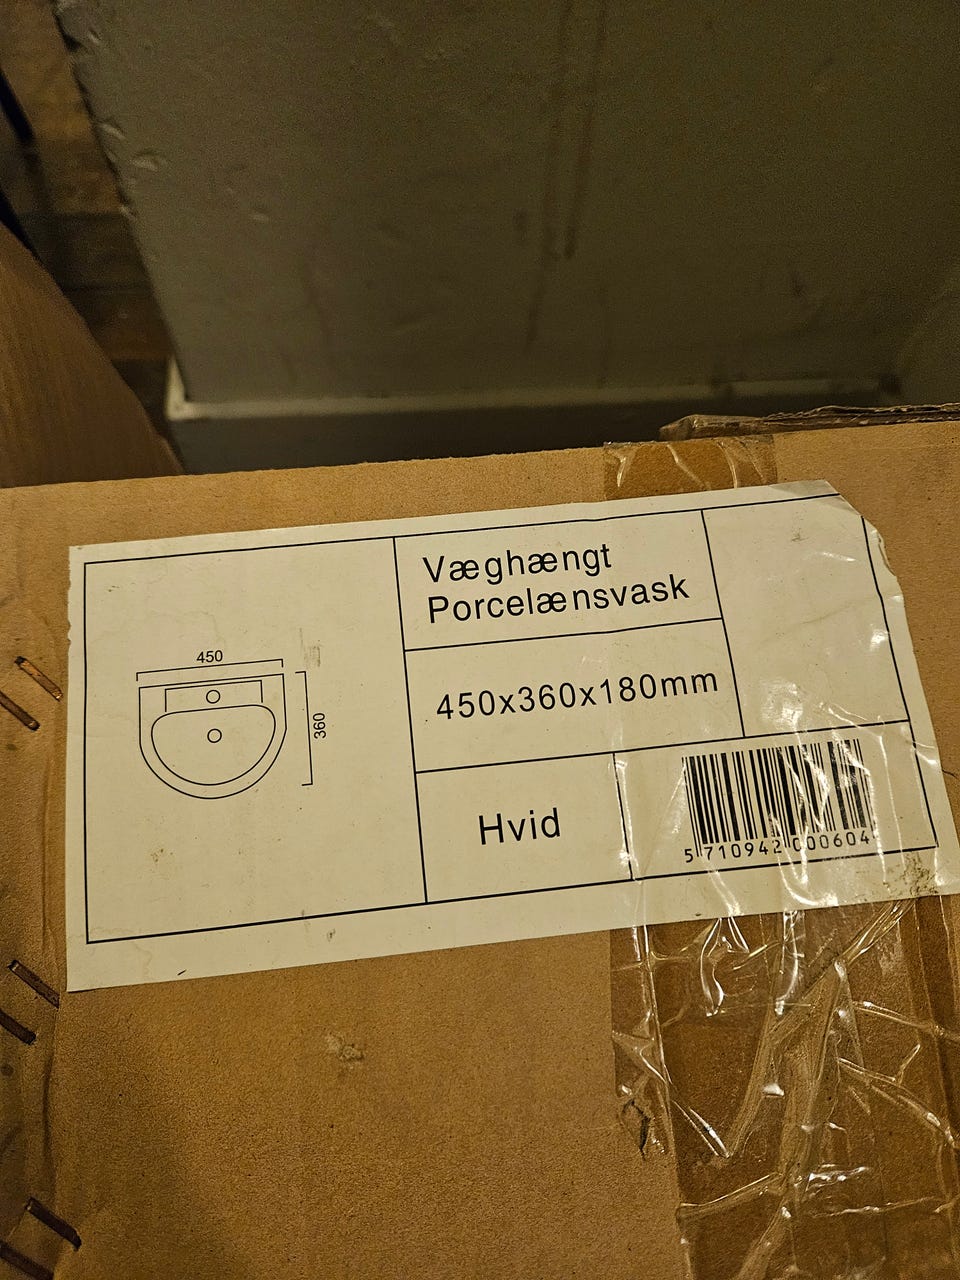 450
360
Væghængt
Porcelænsvask
450x360x180mm
Hvid
5 710942 000604